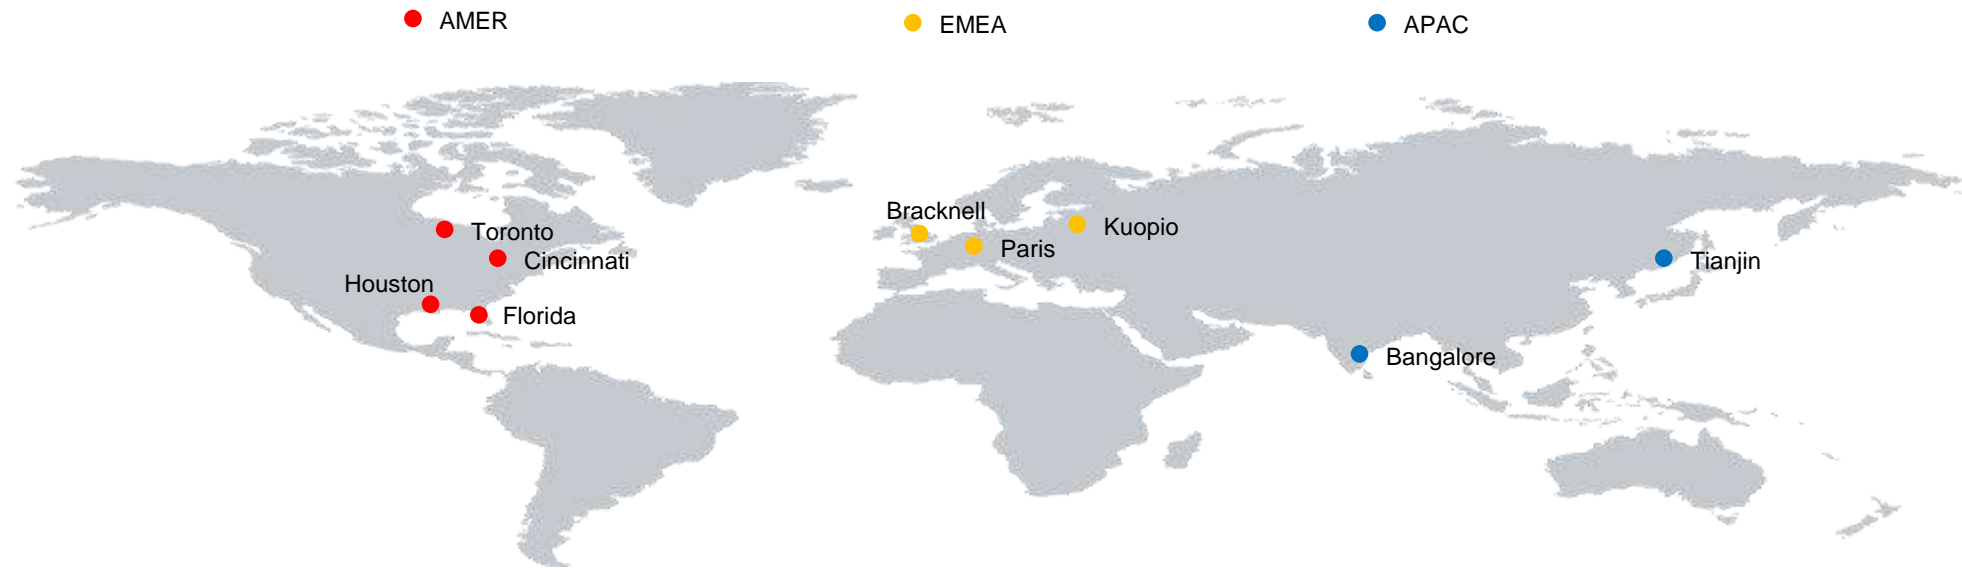 AMER
EMEA
APAC
Bracknell
Toronto
Kuopio
Paris
Cincinnati
Tianjin
Houston
Florida
Bangalore